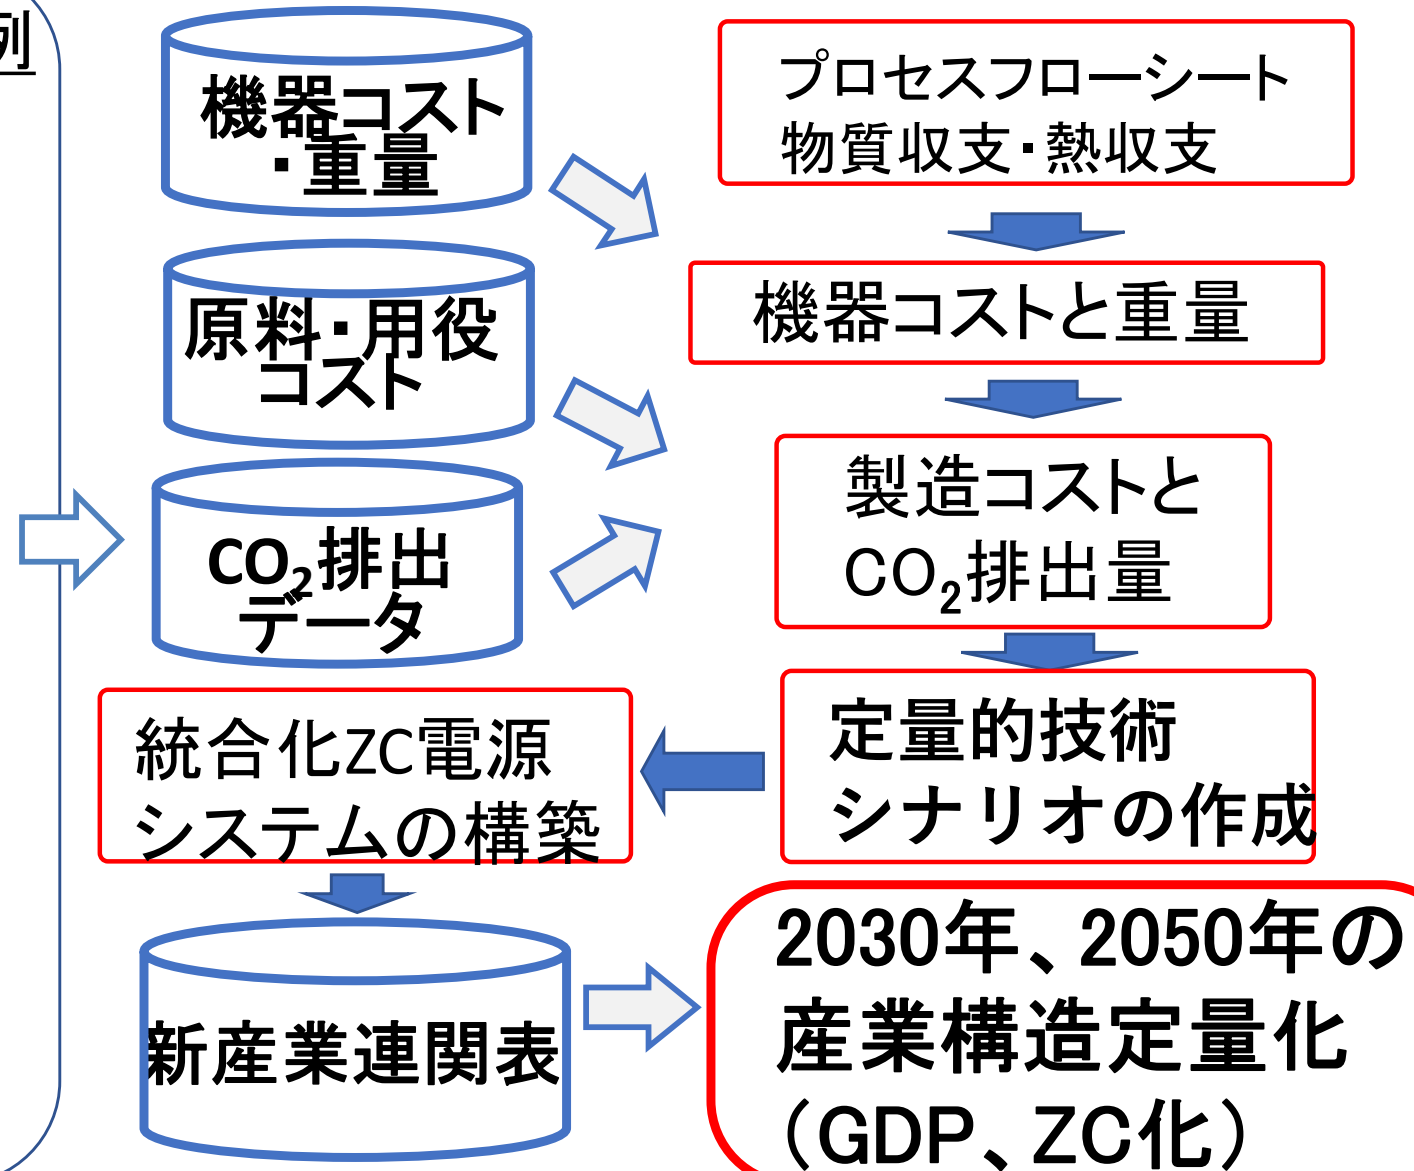 例
機器コスト
・重量
原料・用役
コスト
CO₂排出
データ
プロセスフローシート
物質収支・熱収支
機器コストと重量
製造コストと
CO₂排出量
定量的技術
シナリオの作成
統合化ZC電源
システムの構築
新産業連関表
2030年、2050年の
産業構造定量化
（GDP、ZC化）